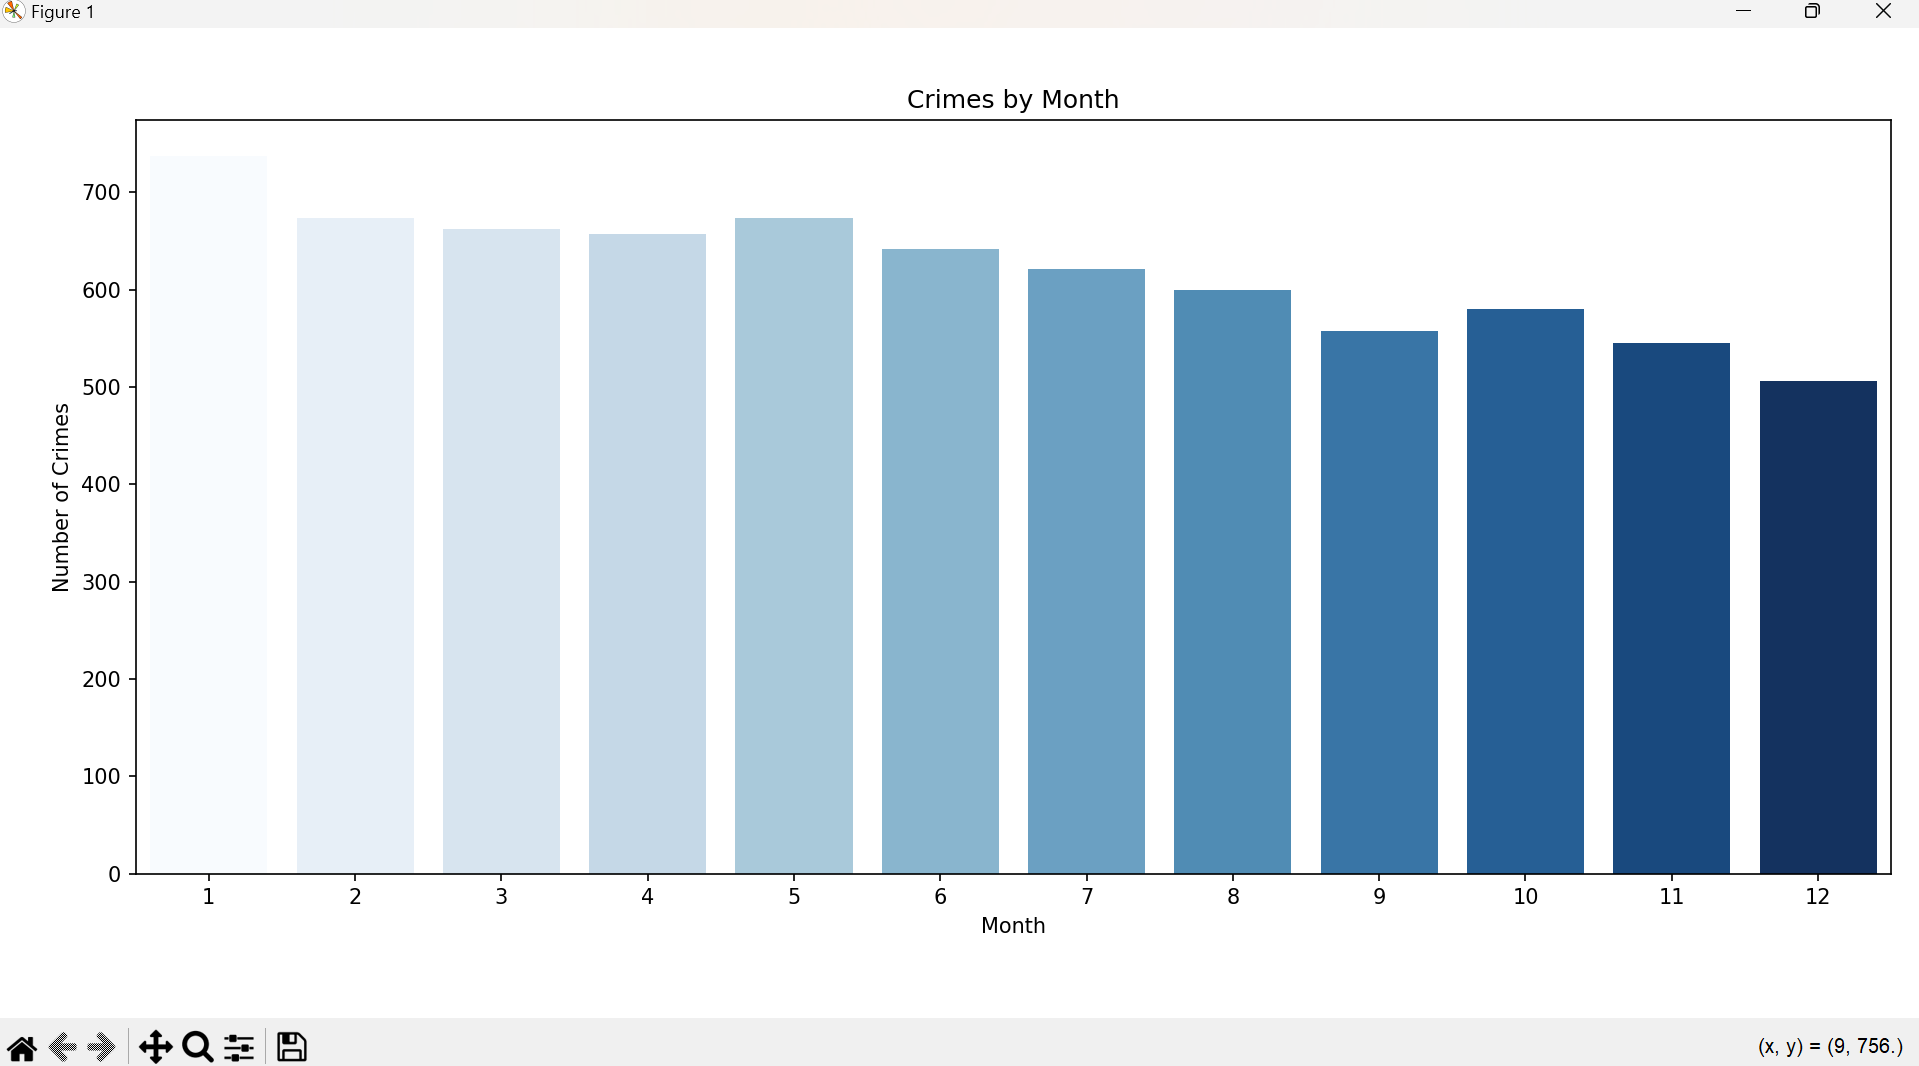 Figure 1
Crimes by Month
Number of Crimes
700
600
500
400
300
200
100
0
1 2 3 4 5 6 7 8 9 10 11 12
Month
(x, y) = (9, 756.)